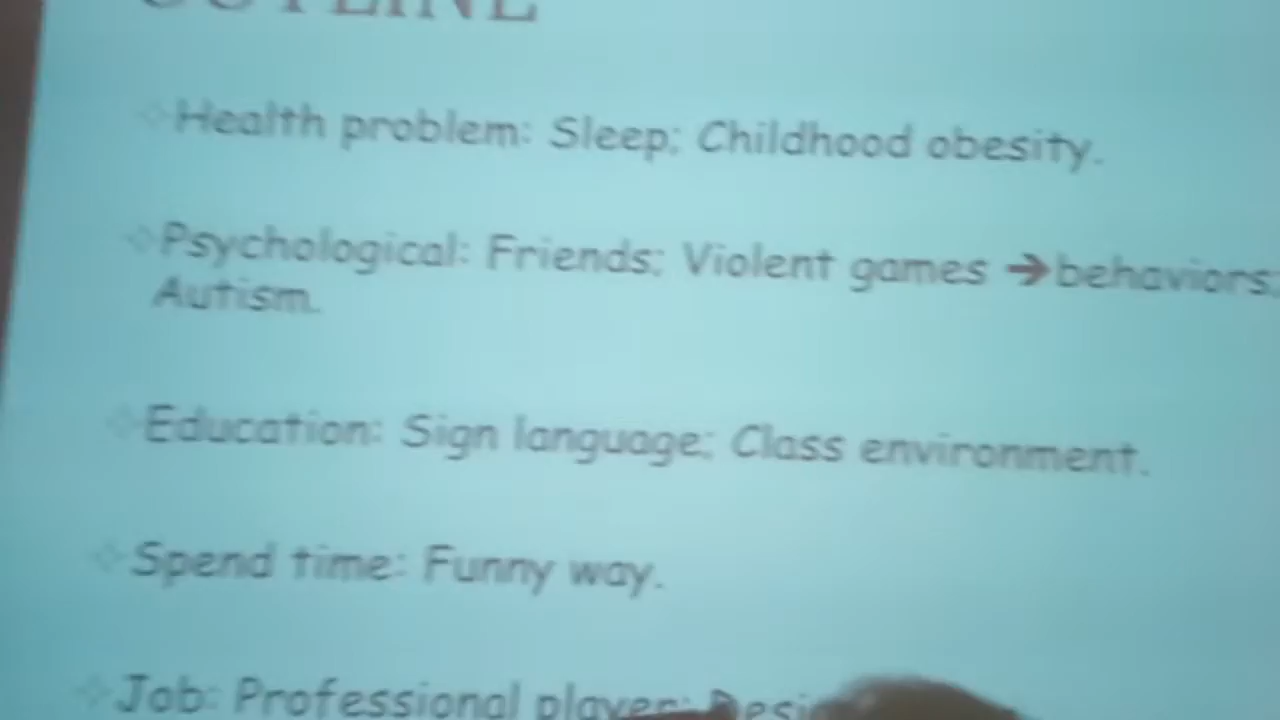 OUTLINE
Health problem: Sleep; Childhood obesity.
Psychological: Friends; Violent games ➔behaviors;
Autism.
Education: Sign language; Class environment.
Spend time: Funny way.
Job: Professional player;